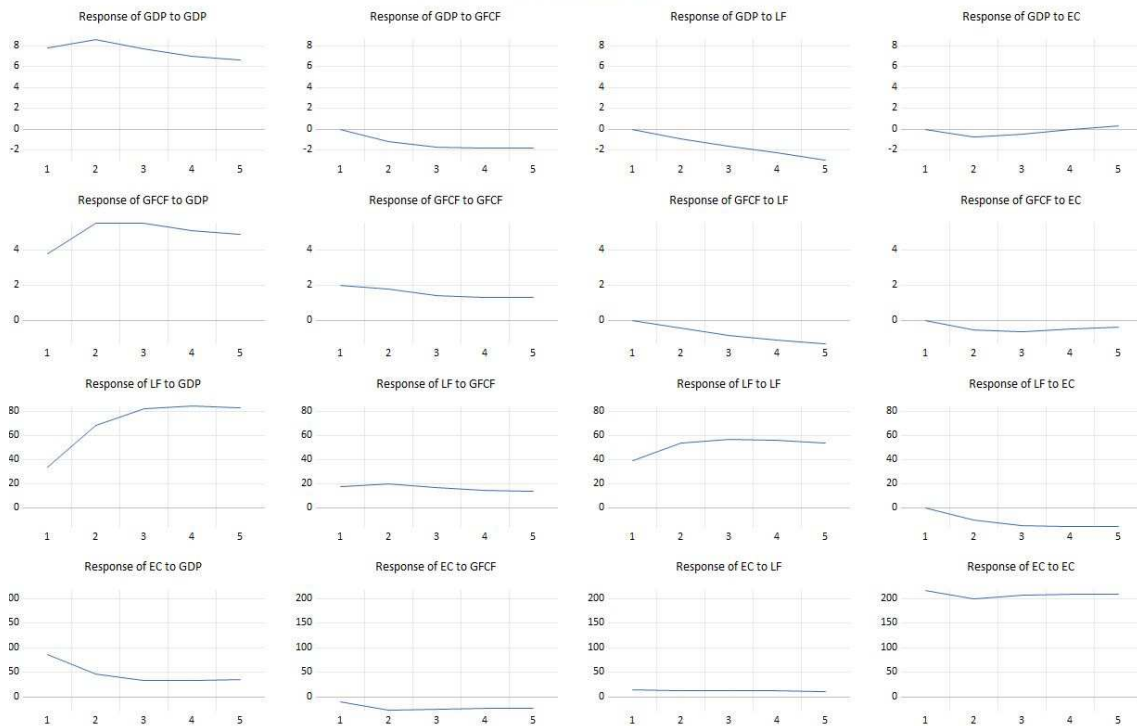 Response of GDP to GDP
Response of GDP to GFCF
Response of GDP to LF
Response of GDP to EC
8 8 8 8
6 6 6 6
4 4 4 4
2 2 2 2
0 0 0 0
-2 -2 -2 -2
1 2 3 4 5 1 2 3 4 5 1 2 3 4 5 1 2 3 4 5
Response of GFCF to GDP
Response of GFCF to GFCF
Response of GFCF to LF
Response of GFCF to EC
4 4 4 4
2 2 2 2
0 0 0 0
1 2 3 4 5 1 2 3 4 5 1 2 3 4 5 1 2 3 4 5
Response of LF to GDP
Response of LF to GFCF
Response of LF to LF
Response of LF to EC
80 80 80 80
60 60 60 60
40 40 40 40
20 20 20 20
0 0 0 0
1 2 3 4 5 1 2 3 4 5 1 2 3 4 5 1 2 3 4 5
Response of EC to GDP
Response of EC to GFCF
Response of EC to LF
Response of EC to EC
00 200 200 200
50 150 150 150
00 100 100 100
50 50 50 50
0 0 0 0
1 2 3 4 5 1 2 3 4 5 1 2 3 4 5 1 2 3 4 5